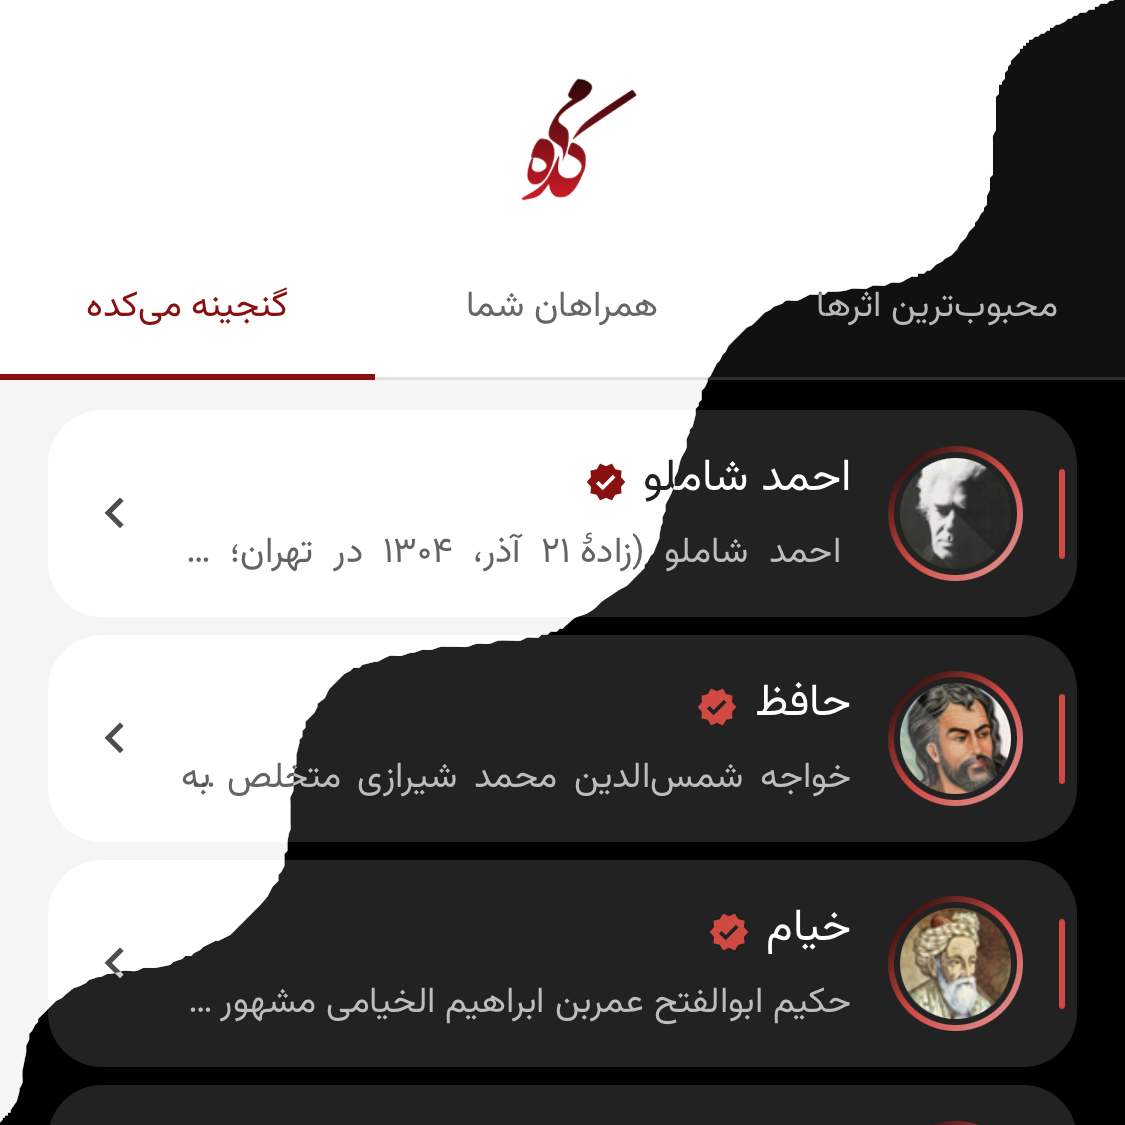 می‌کده
محبوب‌ترین اثرها
همراهان شما
گنجینه می‌کده
احمد شاملو
احمد شاملو (زادهٔ ۲۱ آذر، ۱۳۰۴ در تهران؛ ...
حافظ
خواجه شمس‌الدین محمد شیرازی متخلص به
خیام
حکیم ابوالفتح عمربن ابراهیم الخیامی مشهور ...